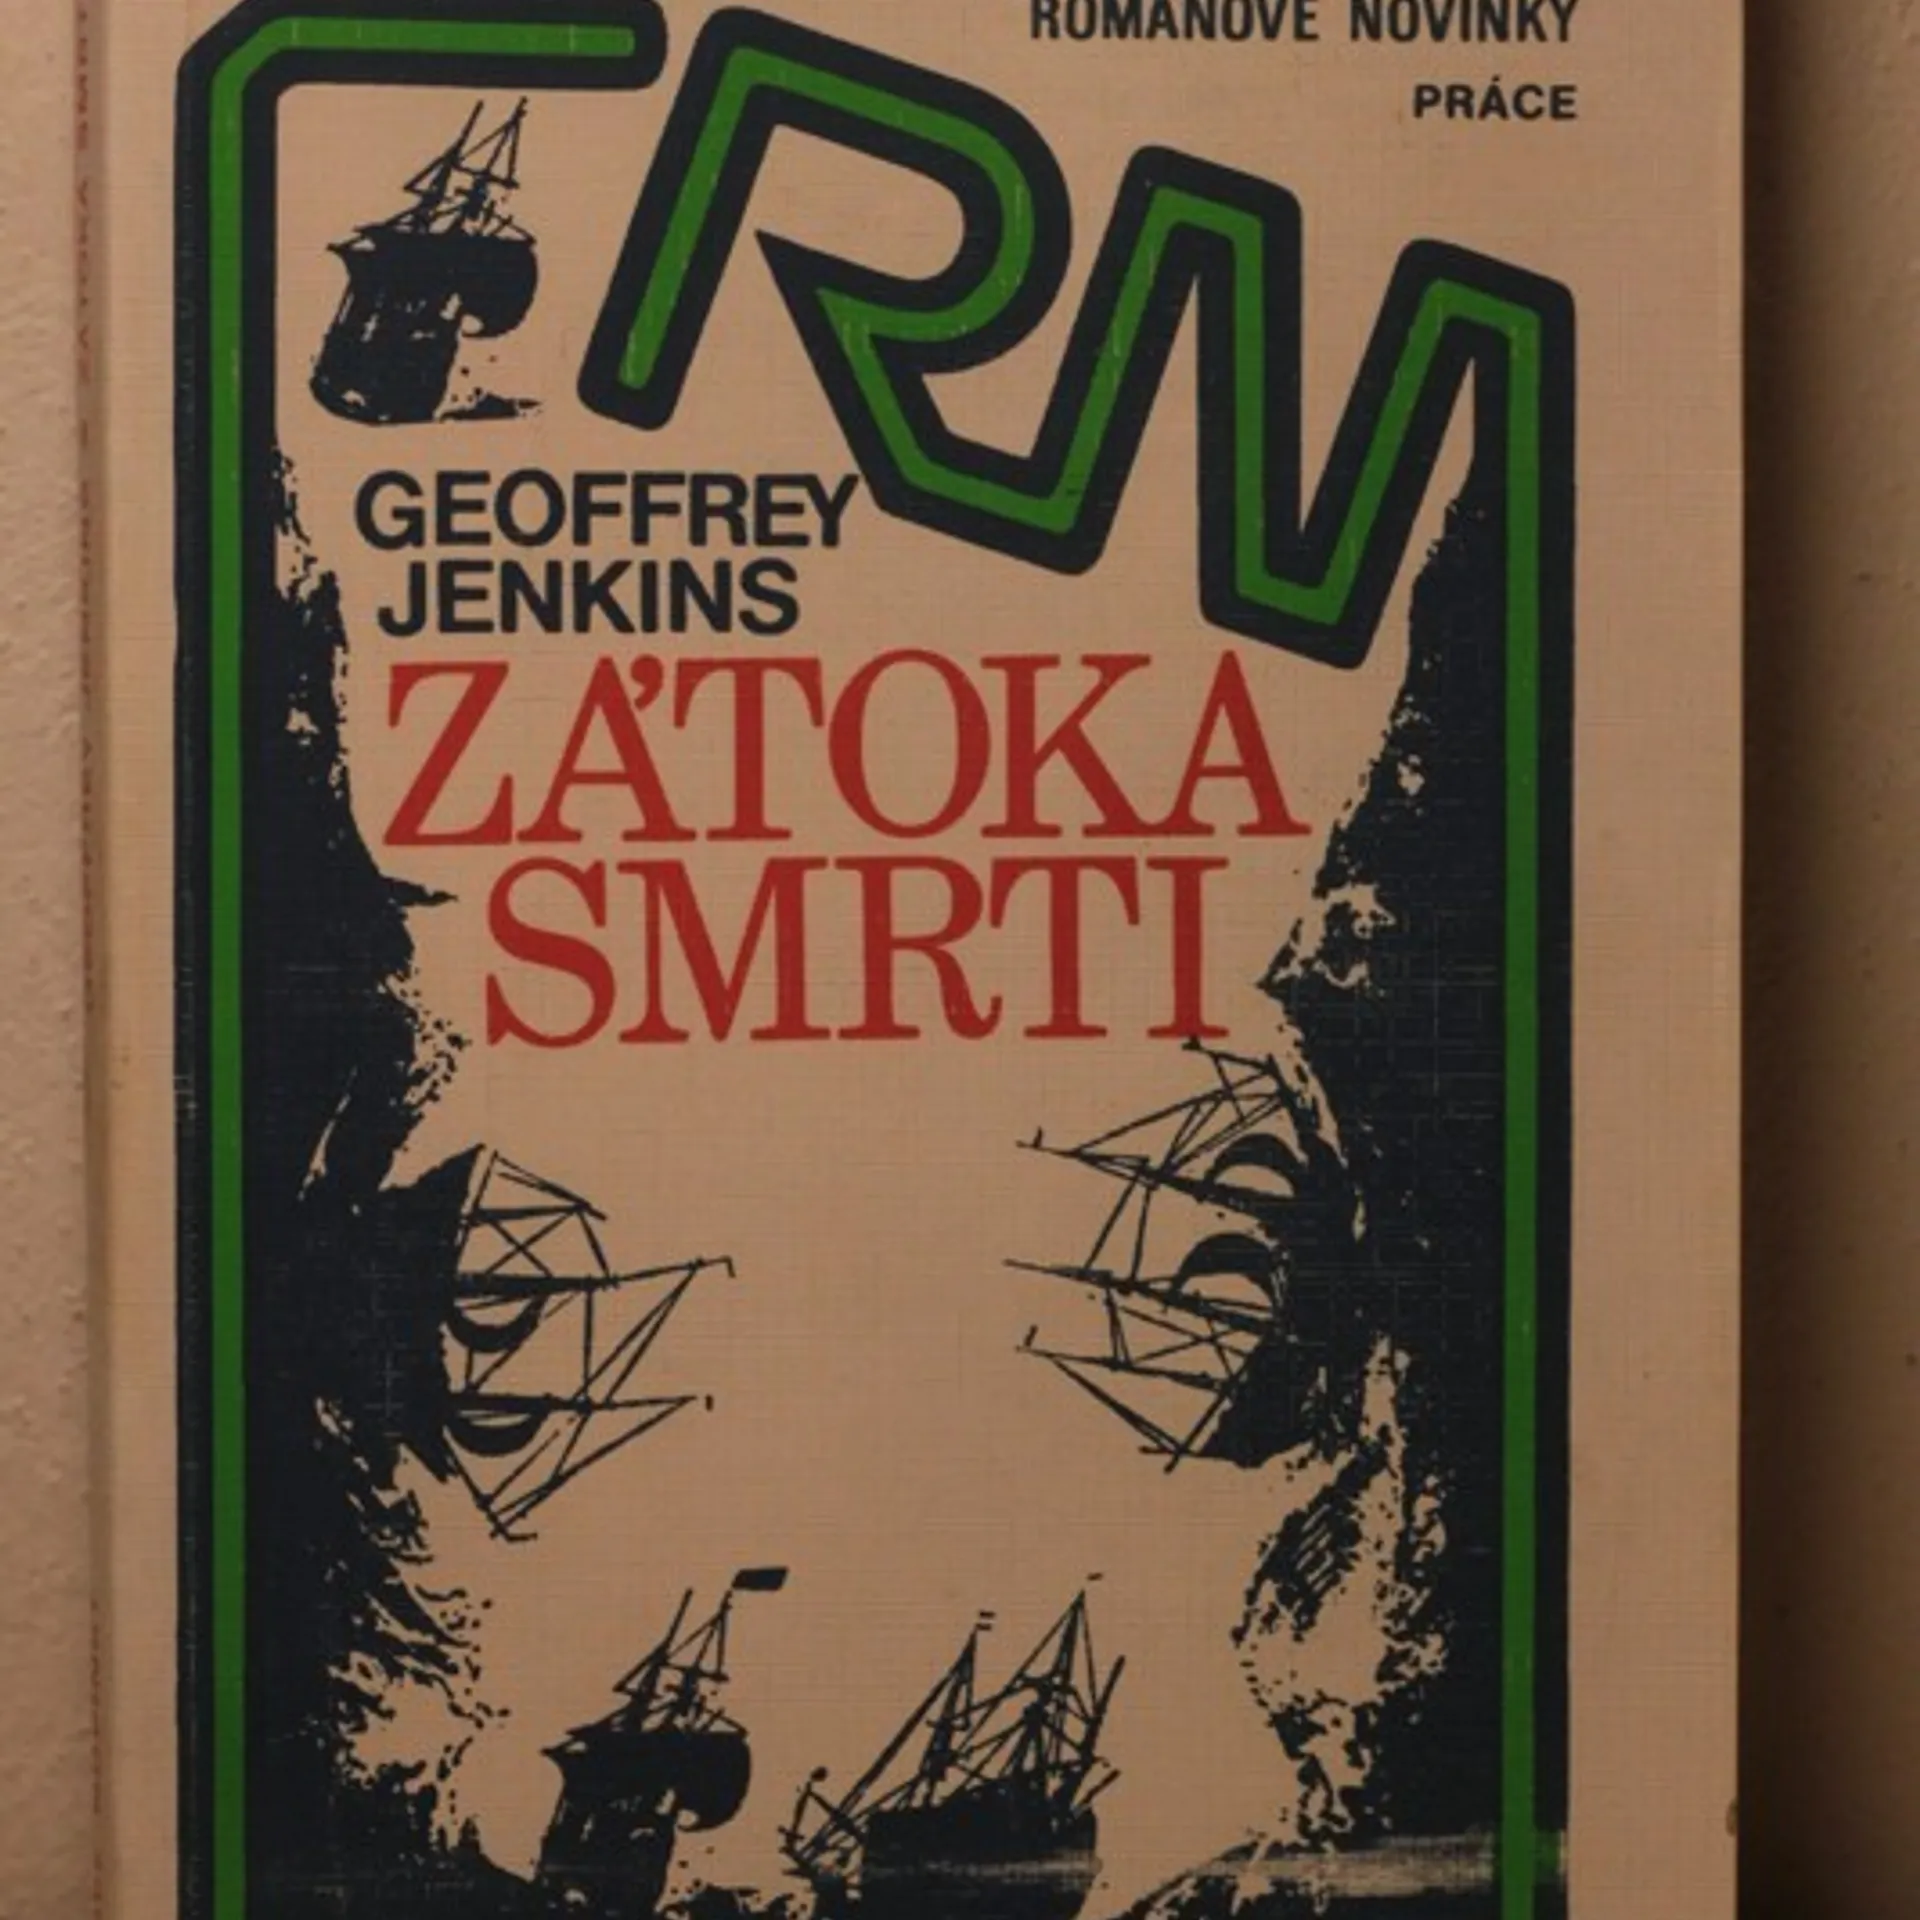 ROMÁNOVÉ NOVINKY
PRÁCE
RN
GEOFFREY
JENKINS
ZÁTOKA
SMRTI